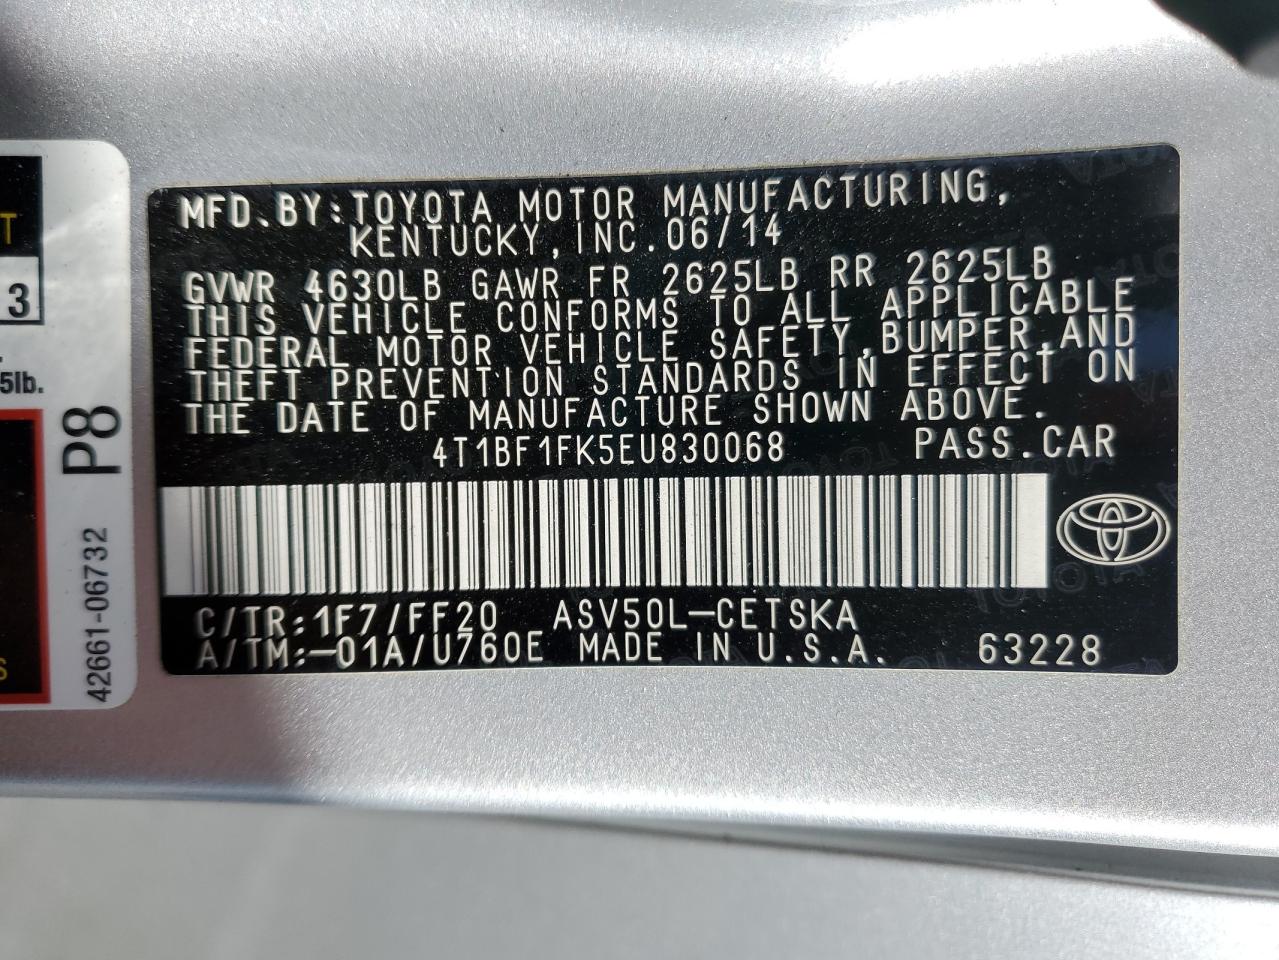 MFD.BY:TOYOTA MOTOR MANUFACTURING,
KENTUCKY,INC.06/14
GVWR 4630LB GAWR FR 2625LB RR 2625LB
THIS VEHICLE CONFORMS TO ALL APPLICABLE
FEDERAL MOTOR VEHICLE SAFETY,BUMPER,AND
THEFT PREVENTION STANDARDS IN EFFECT ON
THE DATE OF MANUFACTURE SHOWN ABOVE.
4T1BF1FK5EU830068 PASS.CAR
C/TR:1F7/FF20 ASV50L-CETSKA
A/TM:-01A/U760E MADE IN U.S.A. 63228
T
3
5lb.
P8
42661-06732
S